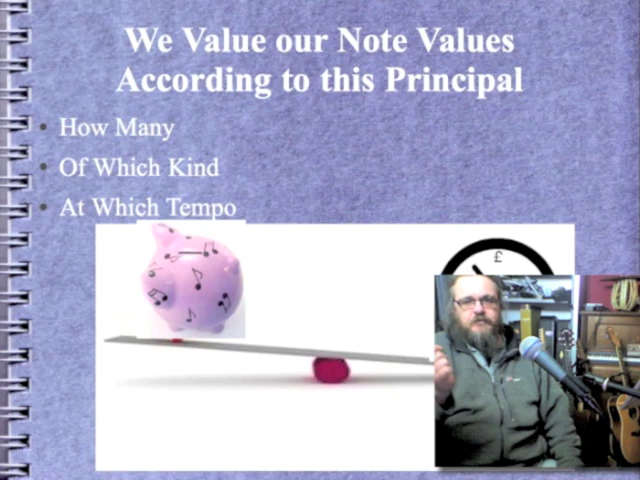 We Value our Note Values
According to this Principal
How Many
Of Which Kind
At Which Tempo
£